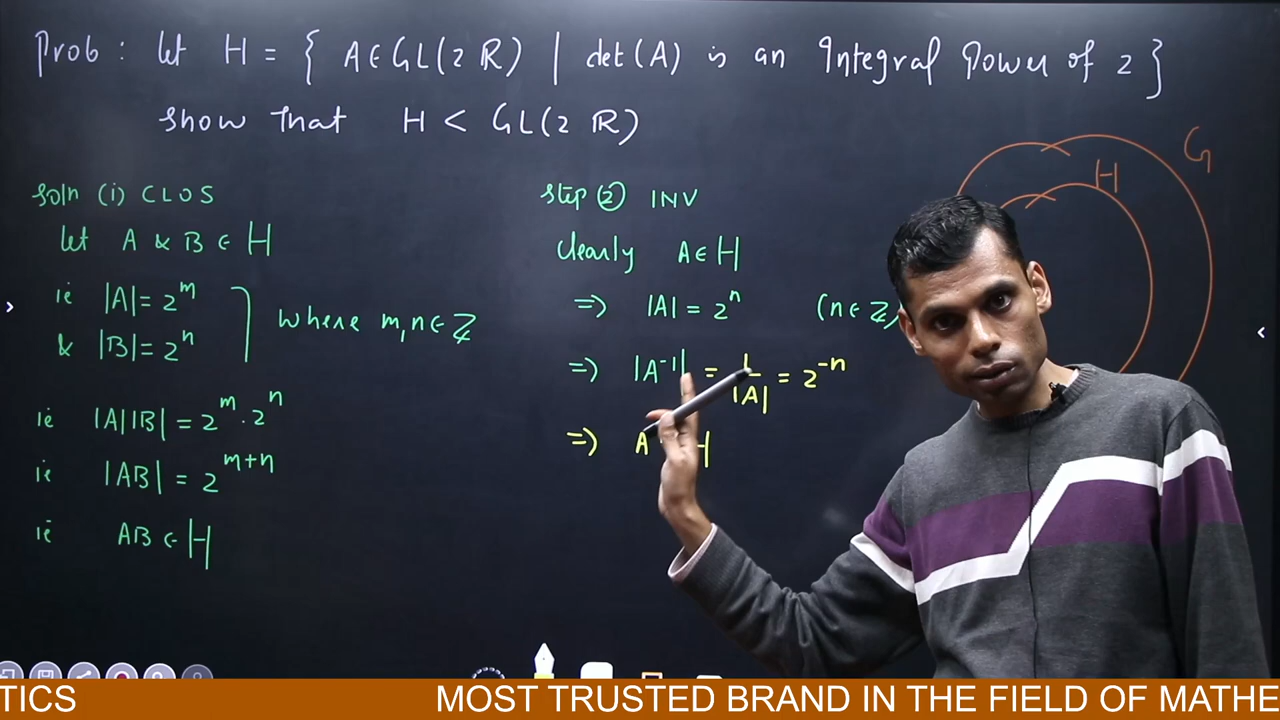 Prob : let H = { A ∈ GL(2 R) | det(A) is an Integral Power of 2 }
show that H < GL(2 R)
Soln (i) CLOS
let A & B ∈ H
ie |A| = 2^m
& |B| = 2^n
where m, n ∈ Z
ie |A||B| = 2^m . 2^n
ie |AB| = 2^{m+n}
ie AB ∈ H
step ② INV
clearly A ∈ H
=) |A| = 2^n (n ∈ Z)
=) |A^{-1}| = 1/|A| = 2^{-n}
=) A H
G
H
TICS MOST TRUSTED BRAND IN THE FIELD OF MATHE